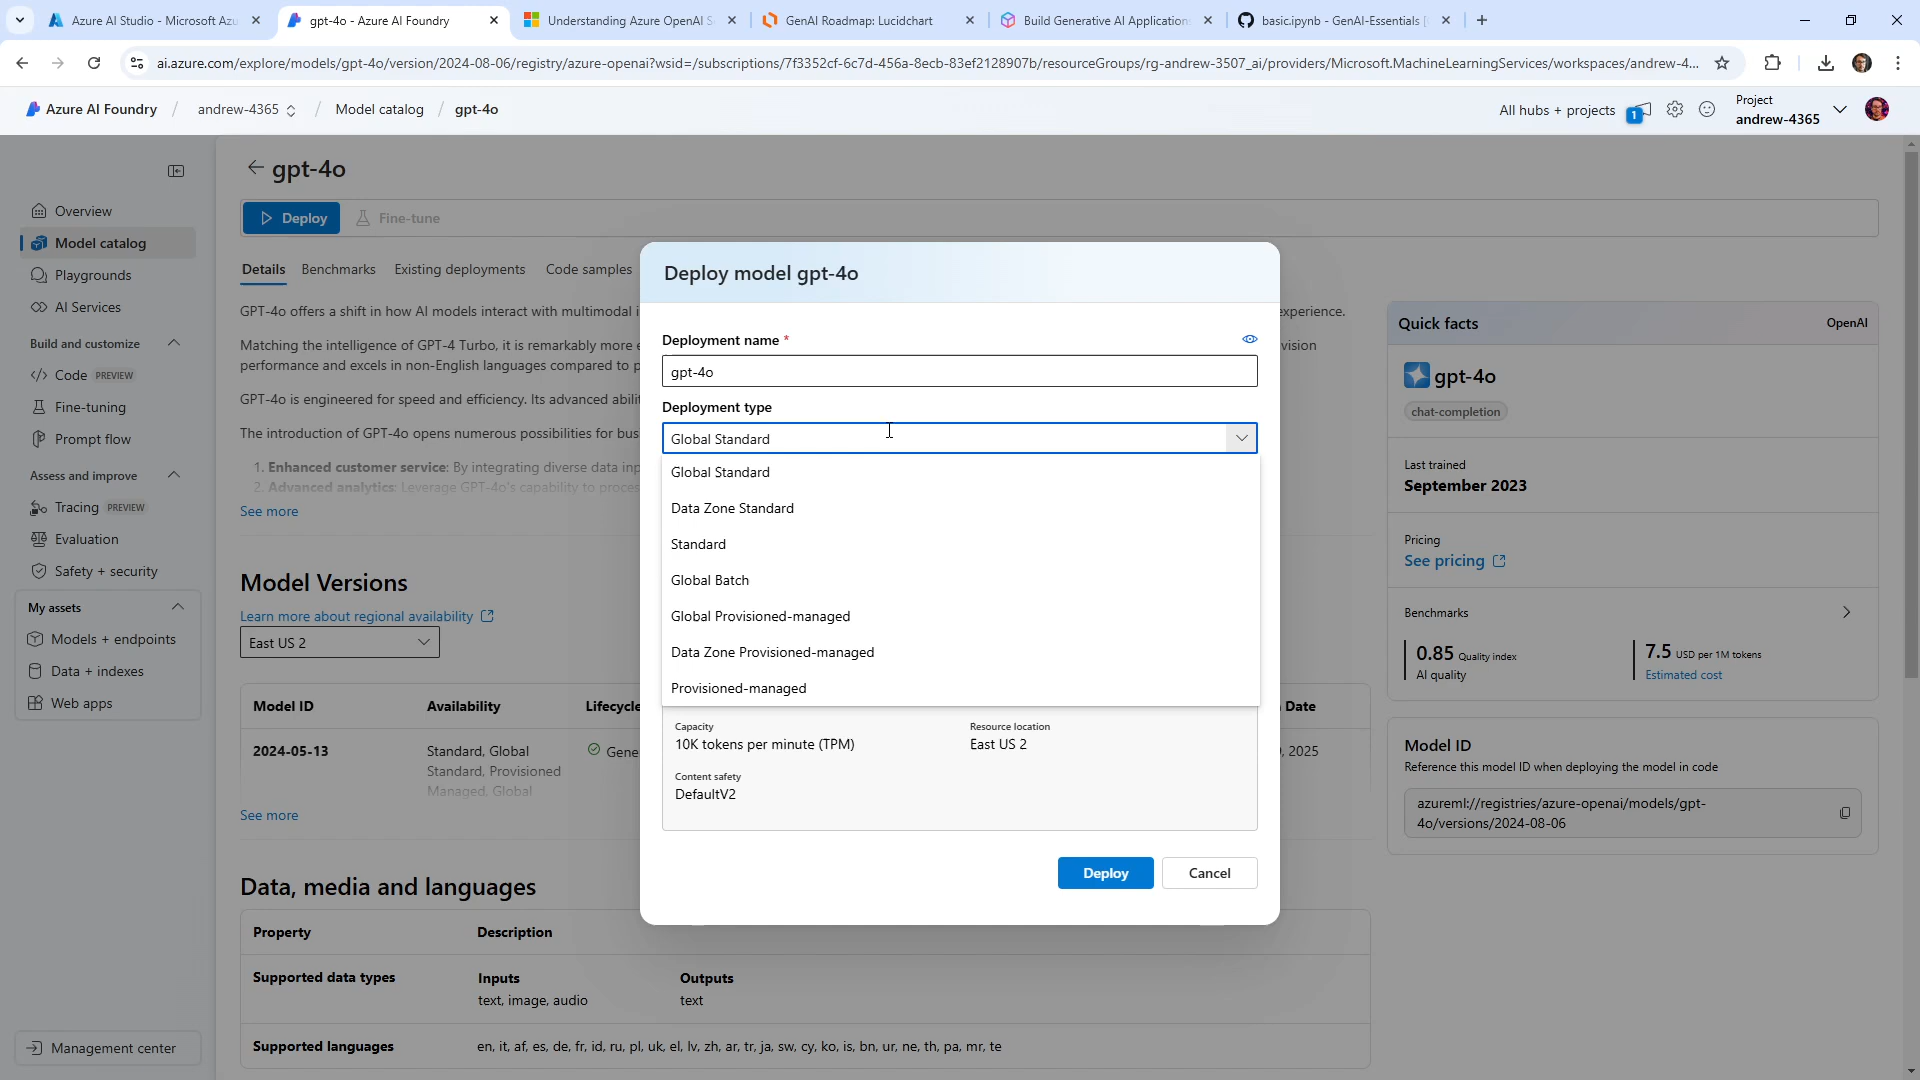 Azure AI Studio - Microsoft Azu
gpt-4o - Azure AI Foundry
Understanding Azure OpenAI S
GenAI Roadmap: Lucidchart
Build Generative AI Applications
basic.ipynb - GenAI-Essentials [
ai.azure.com/explore/models/gpt-4o/version/2024-08-06/registry/azure-openai?wsid=/subscriptions/7f3352cf-6c7d-456a-8ecb-83ef2128907b/resourceGroups/rg-andrew-3507_ai/providers/Microsoft.MachineLearningServices/workspaces/andrew-4...
Azure AI Foundry / andrew-4365 / Model catalog / gpt-4o
All hubs + projects
1
Project
andrew-4365
gpt-4o
Overview
Model catalog
Playgrounds
AI Services
Build and customize
Code PREVIEW
Fine-tuning
Prompt flow
Assess and improve
Tracing PREVIEW
Evaluation
Safety + security
My assets
Models + endpoints
Data + indexes
Web apps
Management center
Deploy
Fine-tune
Details Benchmarks Existing deployments Code samples
GPT-4o offers a shift in how AI models interact with multimodal i
experience.
Matching the intelligence of GPT-4 Turbo, it is remarkably more e
vision
performance and excels in non-English languages compared to p
GPT-4o is engineered for speed and efficiency. Its advanced abili
The introduction of GPT-4o opens numerous possibilities for bus
1. Enhanced customer service: By integrating diverse data inp
2. Advanced analytics: Leverage GPT-4o's capability to proces
See more
Model Versions
Learn more about regional availability
East US 2
Model ID Availability Lifecycle
Date
2024-05-13
Standard, Global
Standard, Provisioned
Managed, Global
Gene
, 2025
See more
Data, media and languages
Property Description
Supported data types
Inputs Outputs
text, image, audio text
Supported languages
en, it, af, es, de, fr, id, ru, pl, uk, el, lv, zh, ar, tr, ja, sw, cy, ko, is, bn, ur, ne, th, pa, mr, te
Deploy model gpt-4o
Deployment name *
gpt-4o
Deployment type
Global Standard
Global Standard
Data Zone Standard
Standard
Global Batch
Global Provisioned-managed
Data Zone Provisioned-managed
Provisioned-managed
Capacity Resource location
10K tokens per minute (TPM) East US 2
Content safety
DefaultV2
Deploy Cancel
Quick facts OpenAI
gpt-4o
chat-completion
Last trained
September 2023
Pricing
See pricing
Benchmarks
0.85 Quality index
AI quality
7.5 USD per 1M tokens
Estimated cost
Model ID
Reference this model ID when deploying the model in code
azureml://registries/azure-openai/models/gpt-
4o/versions/2024-08-06